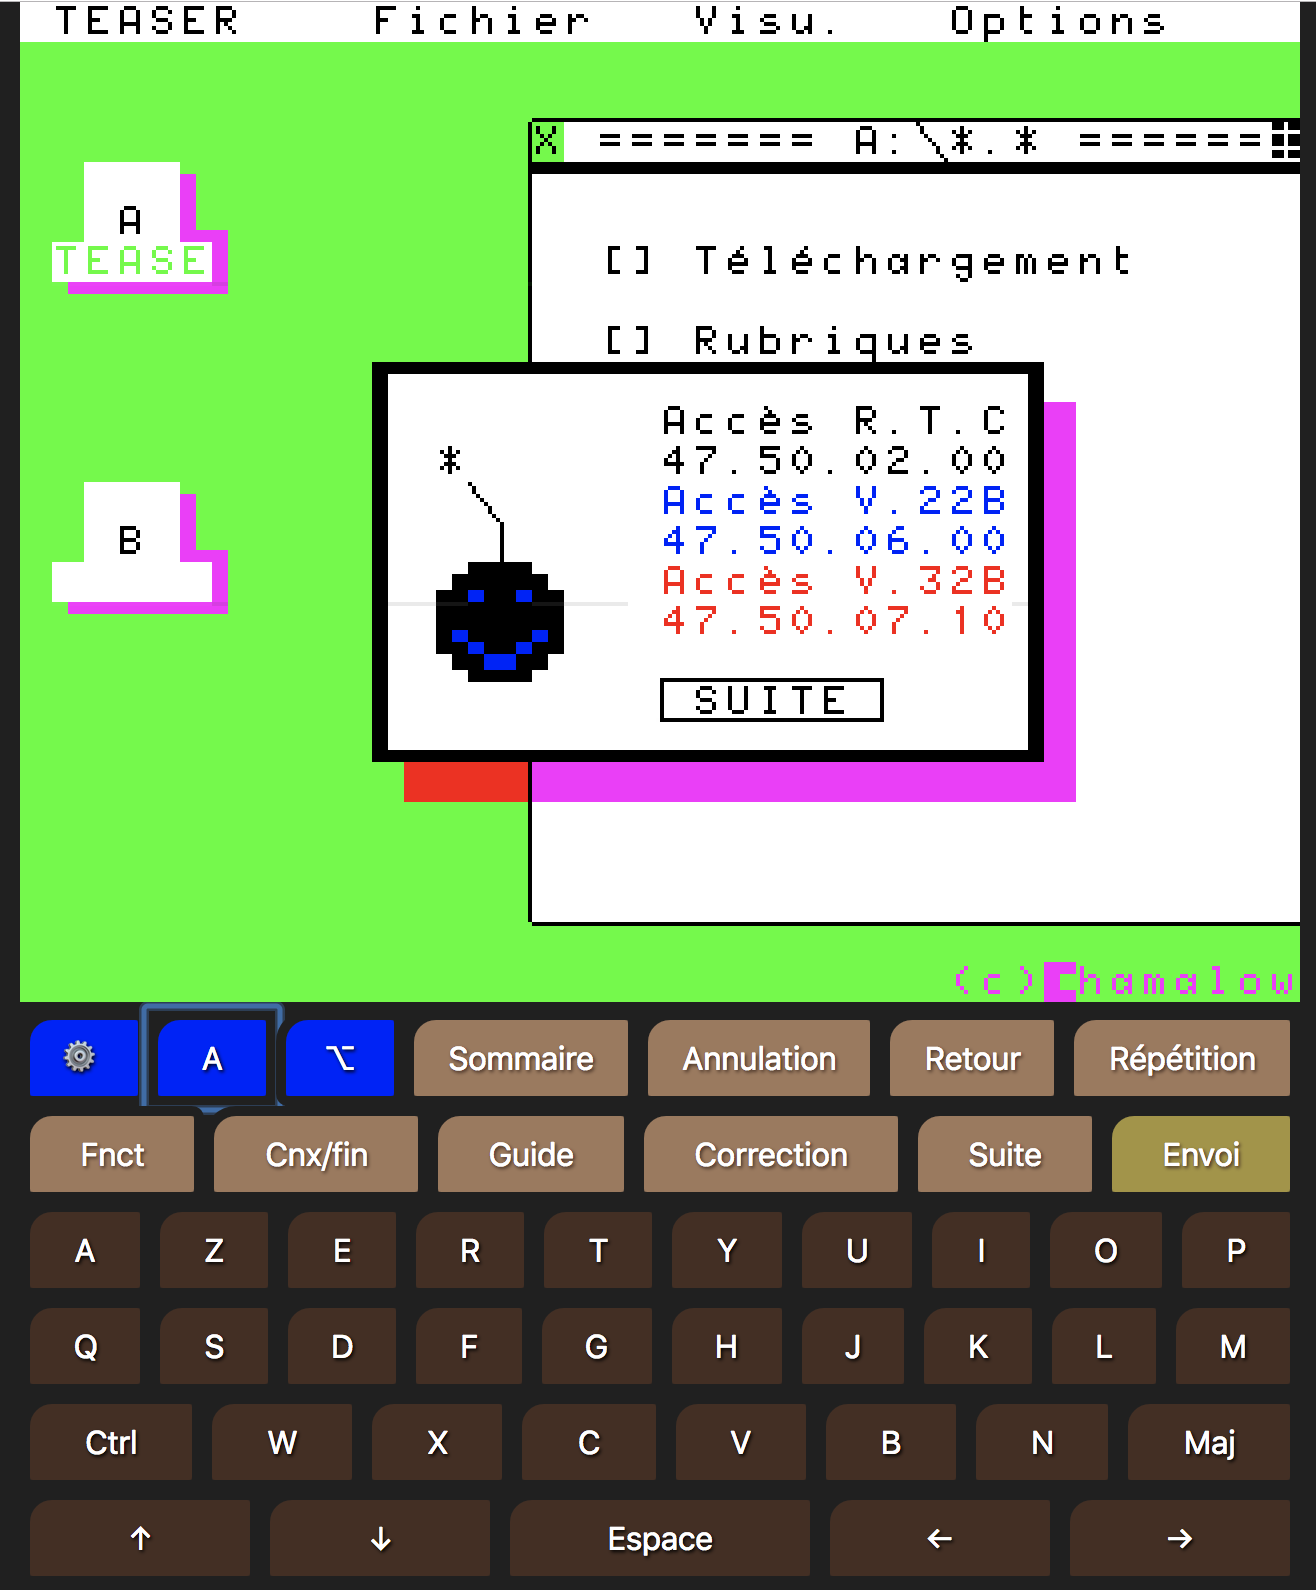 TEASER Fichier Visu. Options
X ======= A:\*.* ======
A
TEASE
[] Téléchargement
[] Rubriques
Accès R.T.C
*
47.50.02.00
Accès V.22B
B
47.50.06.00
Accès V.32B
47.50.07.10
SUITE
(c)Chamalow
A ⌥ Sommaire Annulation Retour Répétition
Fnct Cnx/fin Guide Correction Suite Envoi
A Z E R T Y U I O P
Q S D F G H J K L M
Ctrl W X C V B N Maj
↑ ↓ Espace ← →